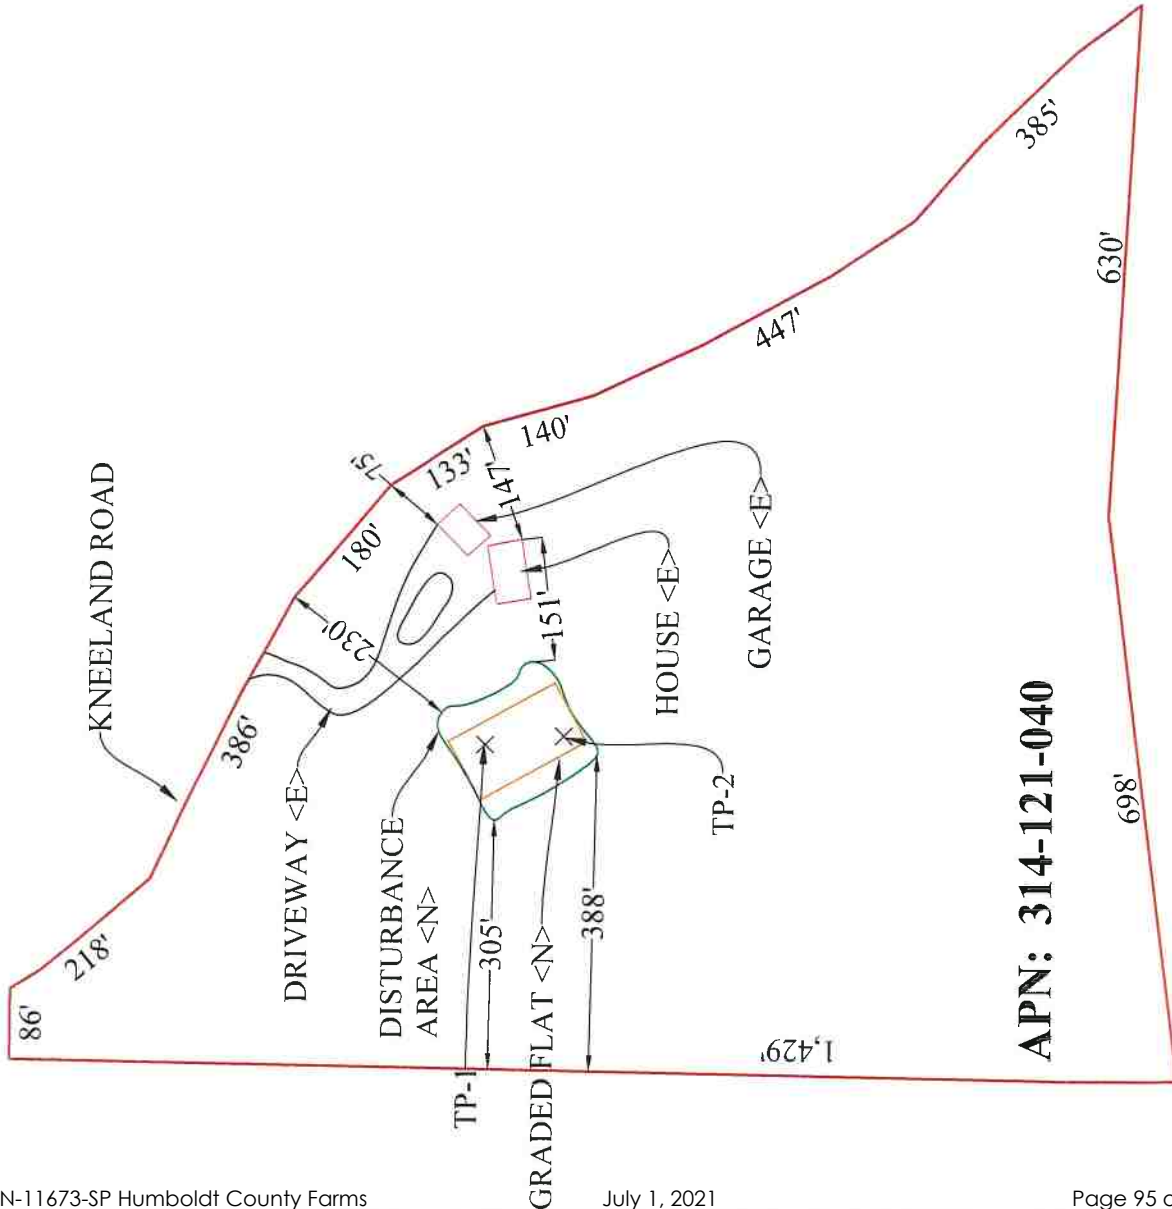 KNEELAND ROAD
86'
218'
386'
180'
75'
133'
147'
140'
447'
385'
630'
698'
1,429'
230'
151'
305'
388'
DRIVEWAY <E>
DISTURBANCE
AREA <N>
TP-1
GRADED FLAT <N>
TP-2
HOUSE <E>
GARAGE <E>
APN: 314-121-040
N-11673-SP Humboldt County Farms
July 1, 2021
Page 95 o